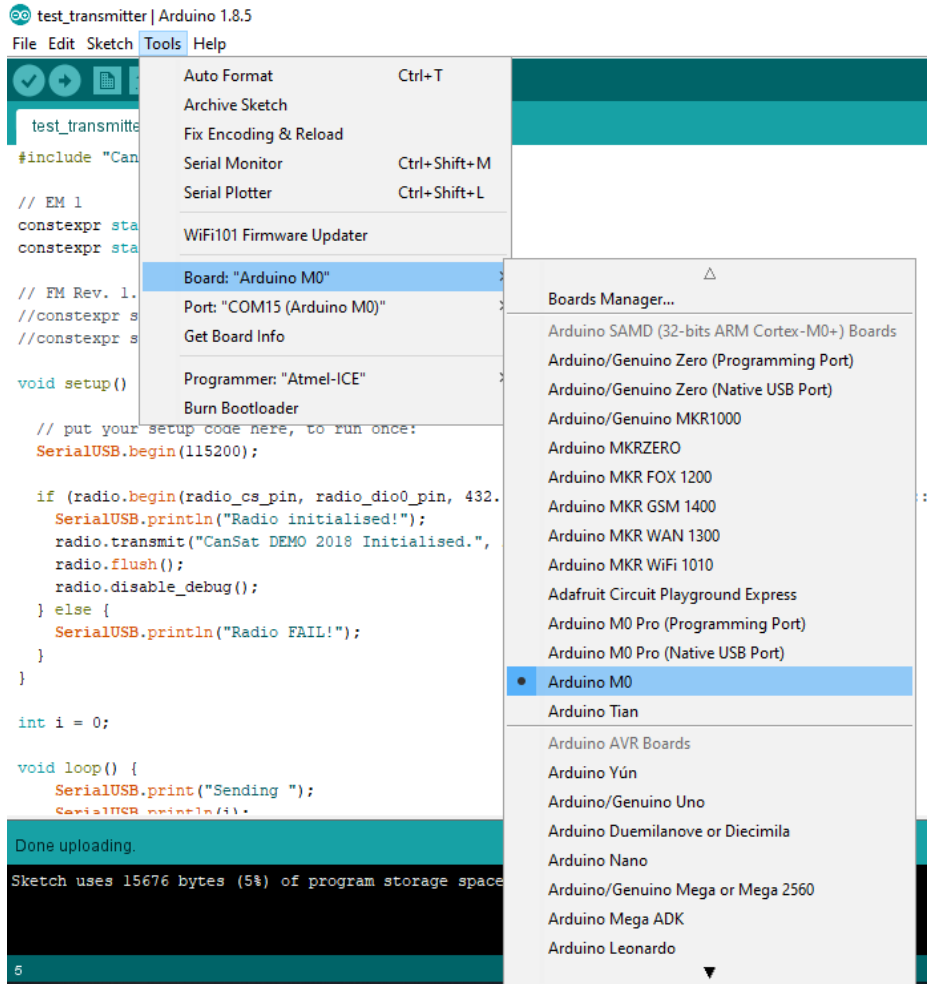 test_transmitter | Arduino 1.8.5
File Edit Sketch Tools Help
test_transmitte
Auto Format Ctrl+T
Archive Sketch
Fix Encoding & Reload
Serial Monitor Ctrl+Shift+M
Serial Plotter Ctrl+Shift+L
WiFi101 Firmware Updater
Board: "Arduino M0"
Port: "COM15 (Arduino M0)"
Get Board Info
Programmer: "Atmel-ICE"
Burn Bootloader
Boards Manager...
Arduino SAMD (32-bits ARM Cortex-M0+) Boards
Arduino/Genuino Zero (Programming Port)
Arduino/Genuino Zero (Native USB Port)
Arduino/Genuino MKR1000
Arduino MKRZERO
Arduino MKR FOX 1200
Arduino MKR GSM 1400
Arduino MKR WAN 1300
Arduino MKR WiFi 1010
Adafruit Circuit Playground Express
Arduino M0 Pro (Programming Port)
Arduino M0 Pro (Native USB Port)
Arduino M0
Arduino Tian
Arduino AVR Boards
Arduino Yún
Arduino/Genuino Uno
Arduino Duemilanove or Diecimila
Arduino Nano
Arduino/Genuino Mega or Mega 2560
Arduino Mega ADK
Arduino Leonardo
#include "Can
// EM 1
constexpr sta
constexpr sta
// FM Rev. 1.
//constexpr s
//constexpr s
void setup()
// put your setup code here, to run once:
SerialUSB.begin(115200);
if (radio.begin(radio_cs_pin, radio_dio0_pin, 432.
SerialUSB.println("Radio initialised!");
radio.transmit("CanSat DEMO 2018 Initialised.",
radio.flush();
radio.disable_debug();
} else {
SerialUSB.println("Radio FAIL!");
}
}
int i = 0;
void loop() {
SerialUSB.print("Sending ");
SerialUSB.println(i);
Done uploading.
Sketch uses 15676 bytes (5%) of program storage space
5